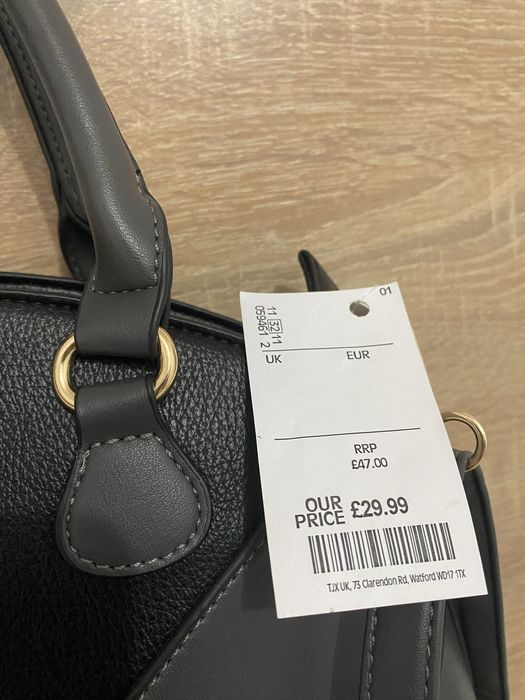 01
11 32 11
059461 2
UK EUR
RRP
£47.00
OUR PRICE £29.99
TJX UK, 73 Clarendon Rd, Watford WD17 1TX